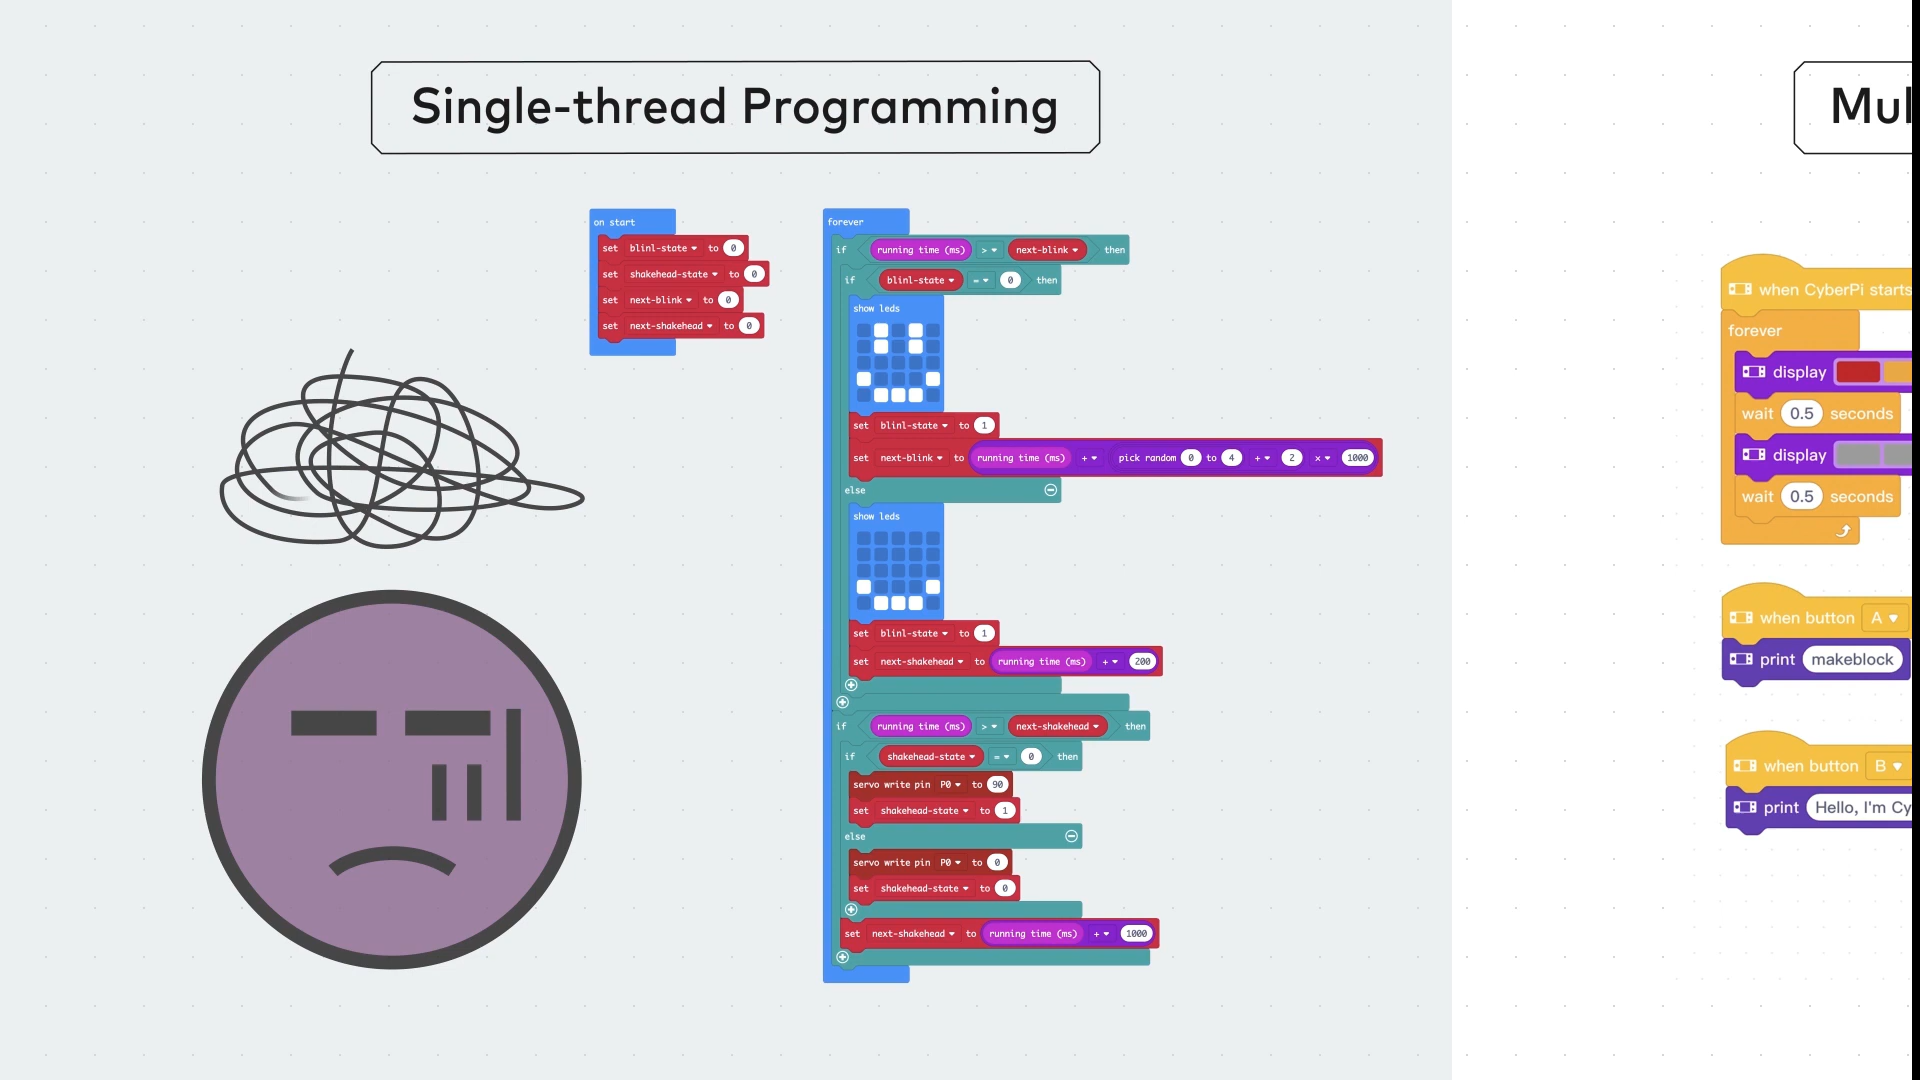 Single-thread Programming
on start
set blinl-state to 0
set shakehead-state to 0
set next-blink to 0
set next-shakehead to 0
forever
if running time (ms) > next-blink then
if blinl-state = 0 then
show leds
set blinl-state to 1
set next-blink to running time (ms) + pick random 0 to 4 + 2 × 1000
else
show leds
set blinl-state to 1
set next-shakehead to running time (ms) + 200
if running time (ms) > next-shakehead then
if shakehead-state = 0 then
servo write pin P0 to 90
set shakehead-state to 1
else
servo write pin P0 to 0
set shakehead-state to 0
set next-shakehead to running time (ms) + 1000
Mul
when CyberPi starts
forever
display
wait 0.5 seconds
display
wait 0.5 seconds
when button A
print makeblock
when button B
print Hello, I'm Cy